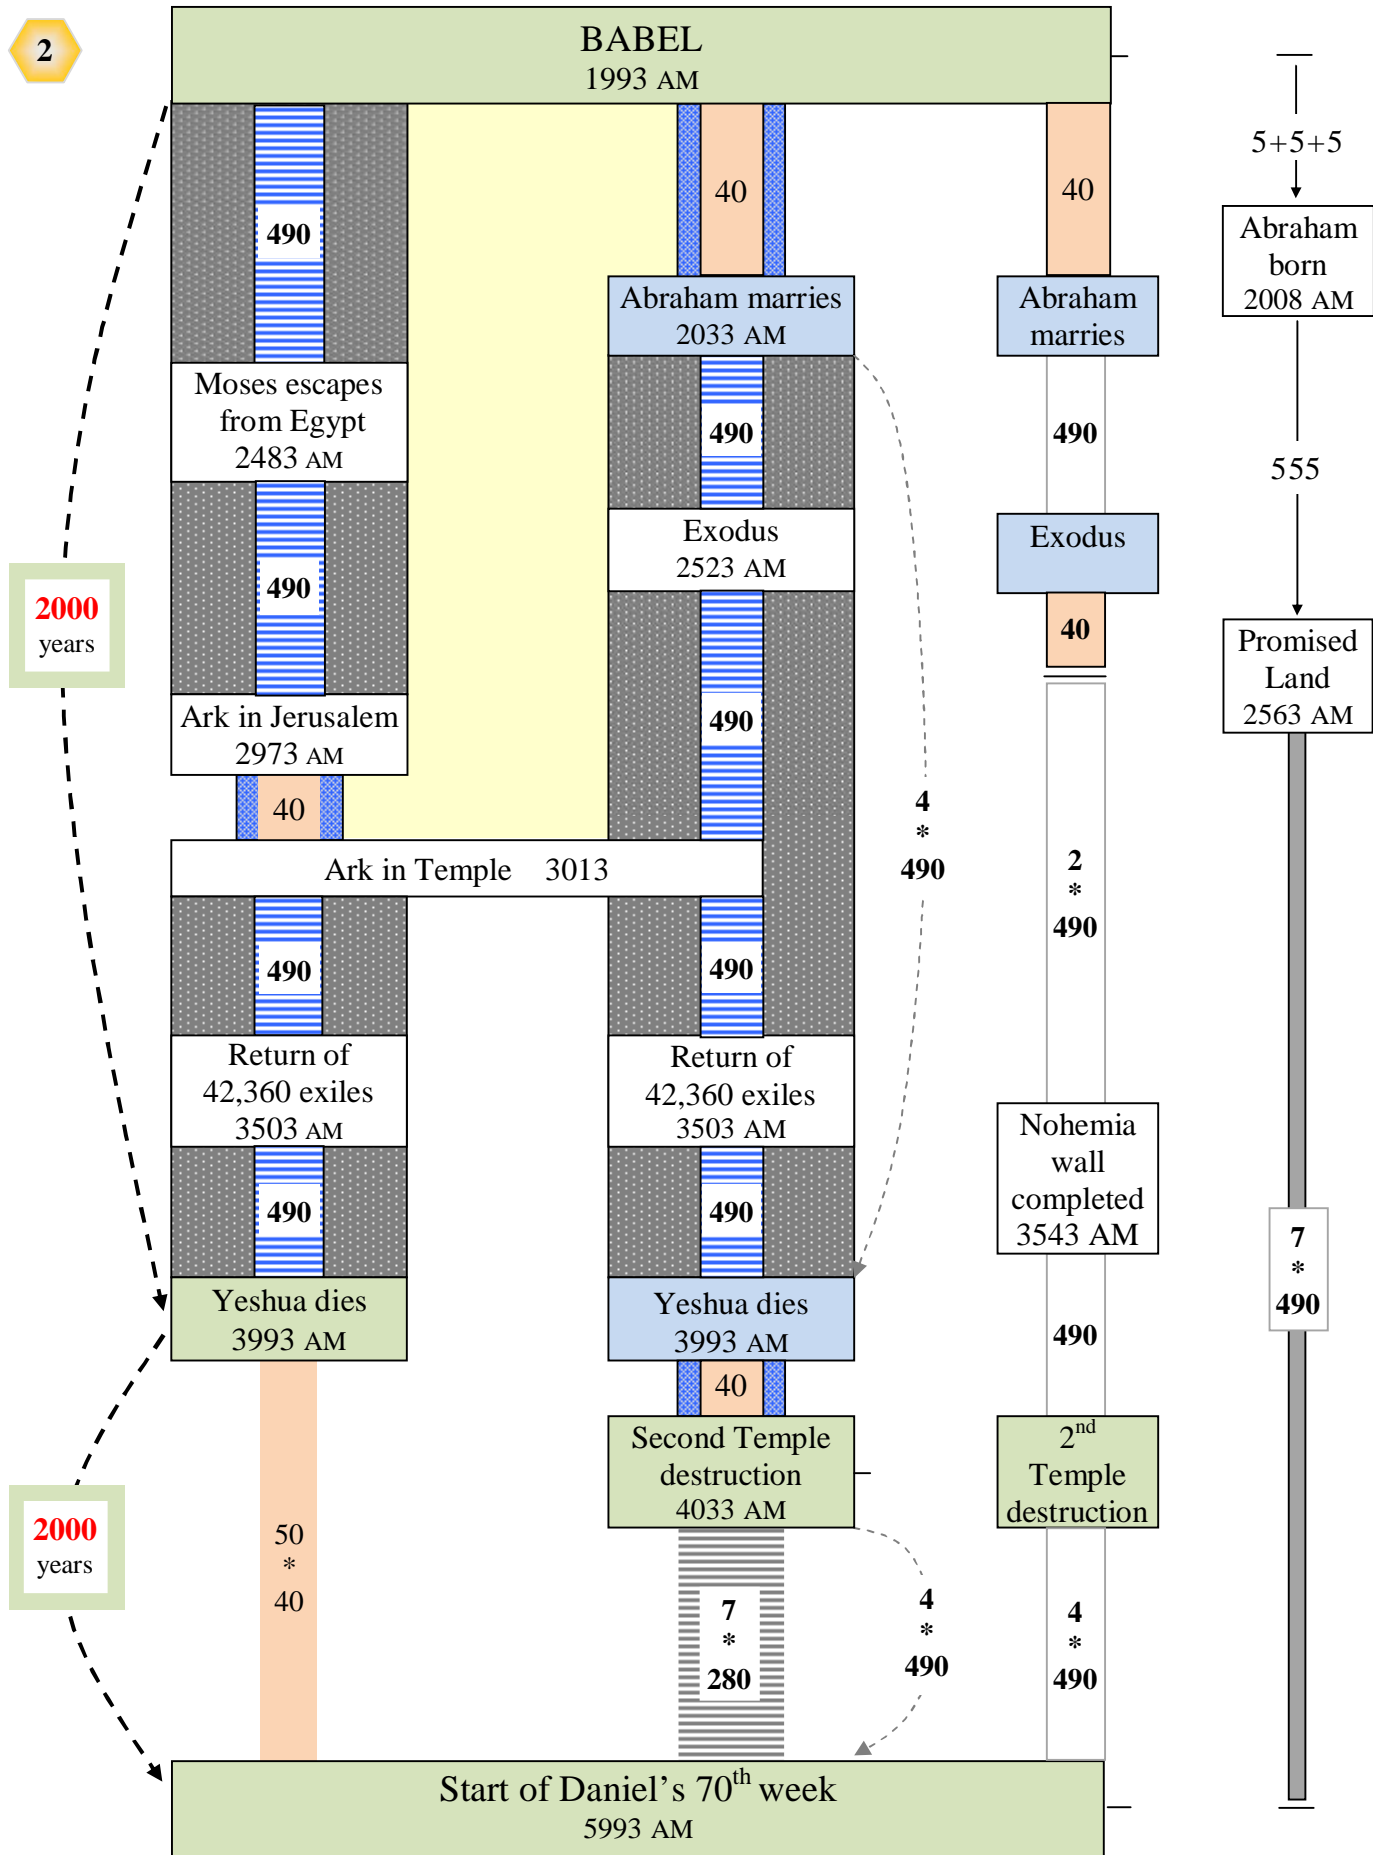 2
BABEL
1993 AM
490
40
40
5+5+5
Abraham
born
2008 AM
Abraham marries
2033 AM
Abraham
marries
Moses escapes
from Egypt
2483 AM
490
490
555
Exodus
2523 AM
Exodus
490
2000
years
40
Promised
Land
2563 AM
Ark in Jerusalem
2973 AM
490
40
4
*
490
2
*
490
Ark in Temple 3013
490
490
Return of
42,360 exiles
3503 AM
Return of
42,360 exiles
3503 AM
Nohemia
wall
completed
3543 AM
490
490
7
*
490
Yeshua dies
3993 AM
Yeshua dies
3993 AM
490
40
Second Temple
destruction
4033 AM
2nd
Temple
destruction
2000
years
50
*
40
7
*
280
4
*
490
4
*
490
Start of Daniel’s 70th week
5993 AM